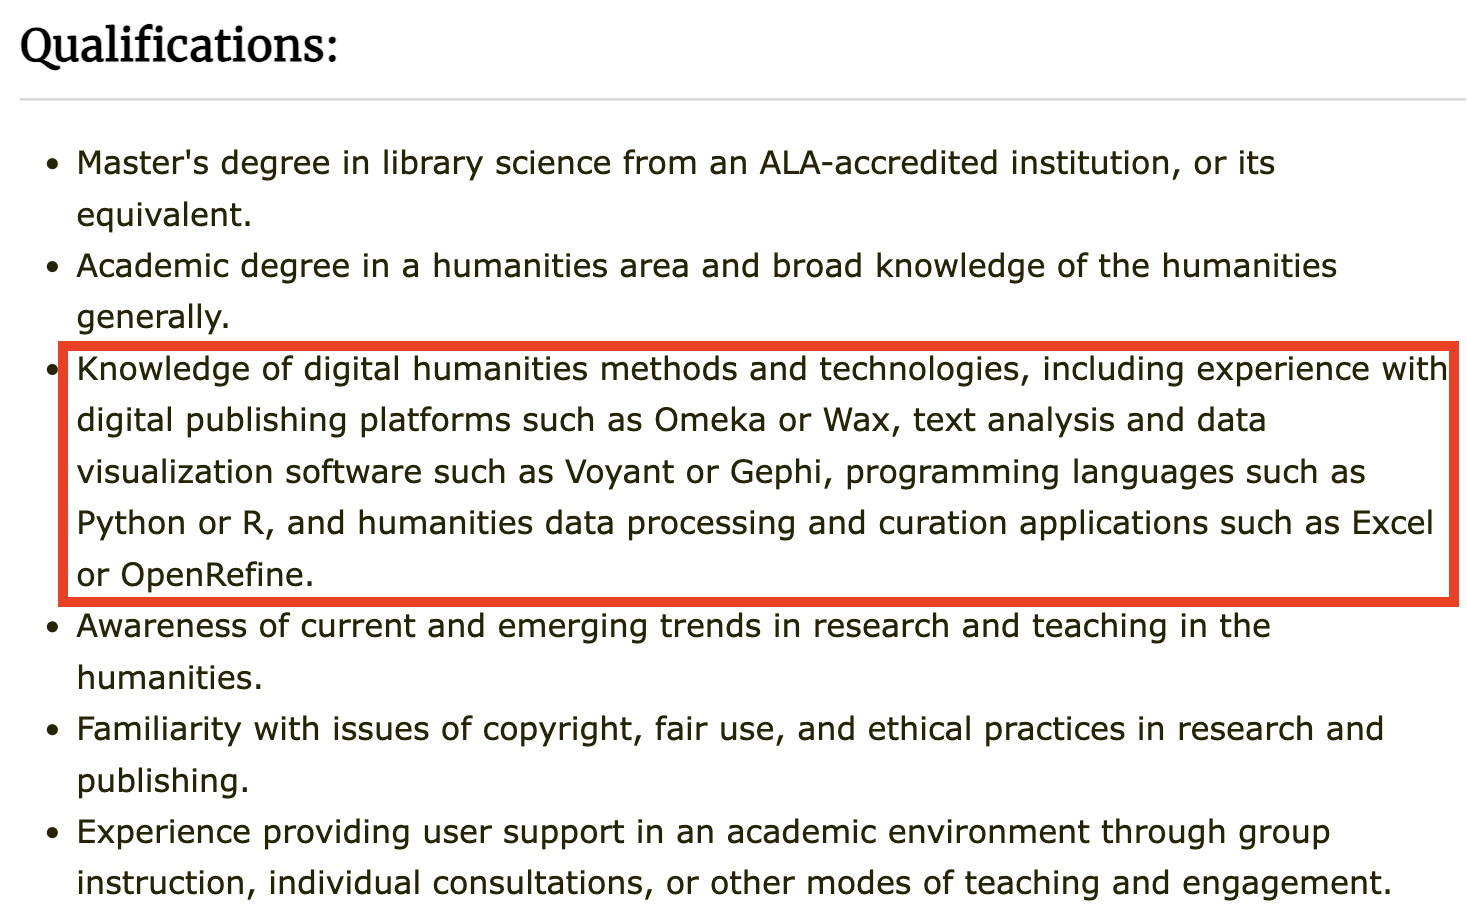 Qualifications:
• Master's degree in library science from an ALA-accredited institution, or its
equivalent.
• Academic degree in a humanities area and broad knowledge of the humanities
generally.
• Knowledge of digital humanities methods and technologies, including experience with
digital publishing platforms such as Omeka or Wax, text analysis and data
visualization software such as Voyant or Gephi, programming languages such as
Python or R, and humanities data processing and curation applications such as Excel
or OpenRefine.
• Awareness of current and emerging trends in research and teaching in the
humanities.
• Familiarity with issues of copyright, fair use, and ethical practices in research and
publishing.
• Experience providing user support in an academic environment through group
instruction, individual consultations, or other modes of teaching and engagement.